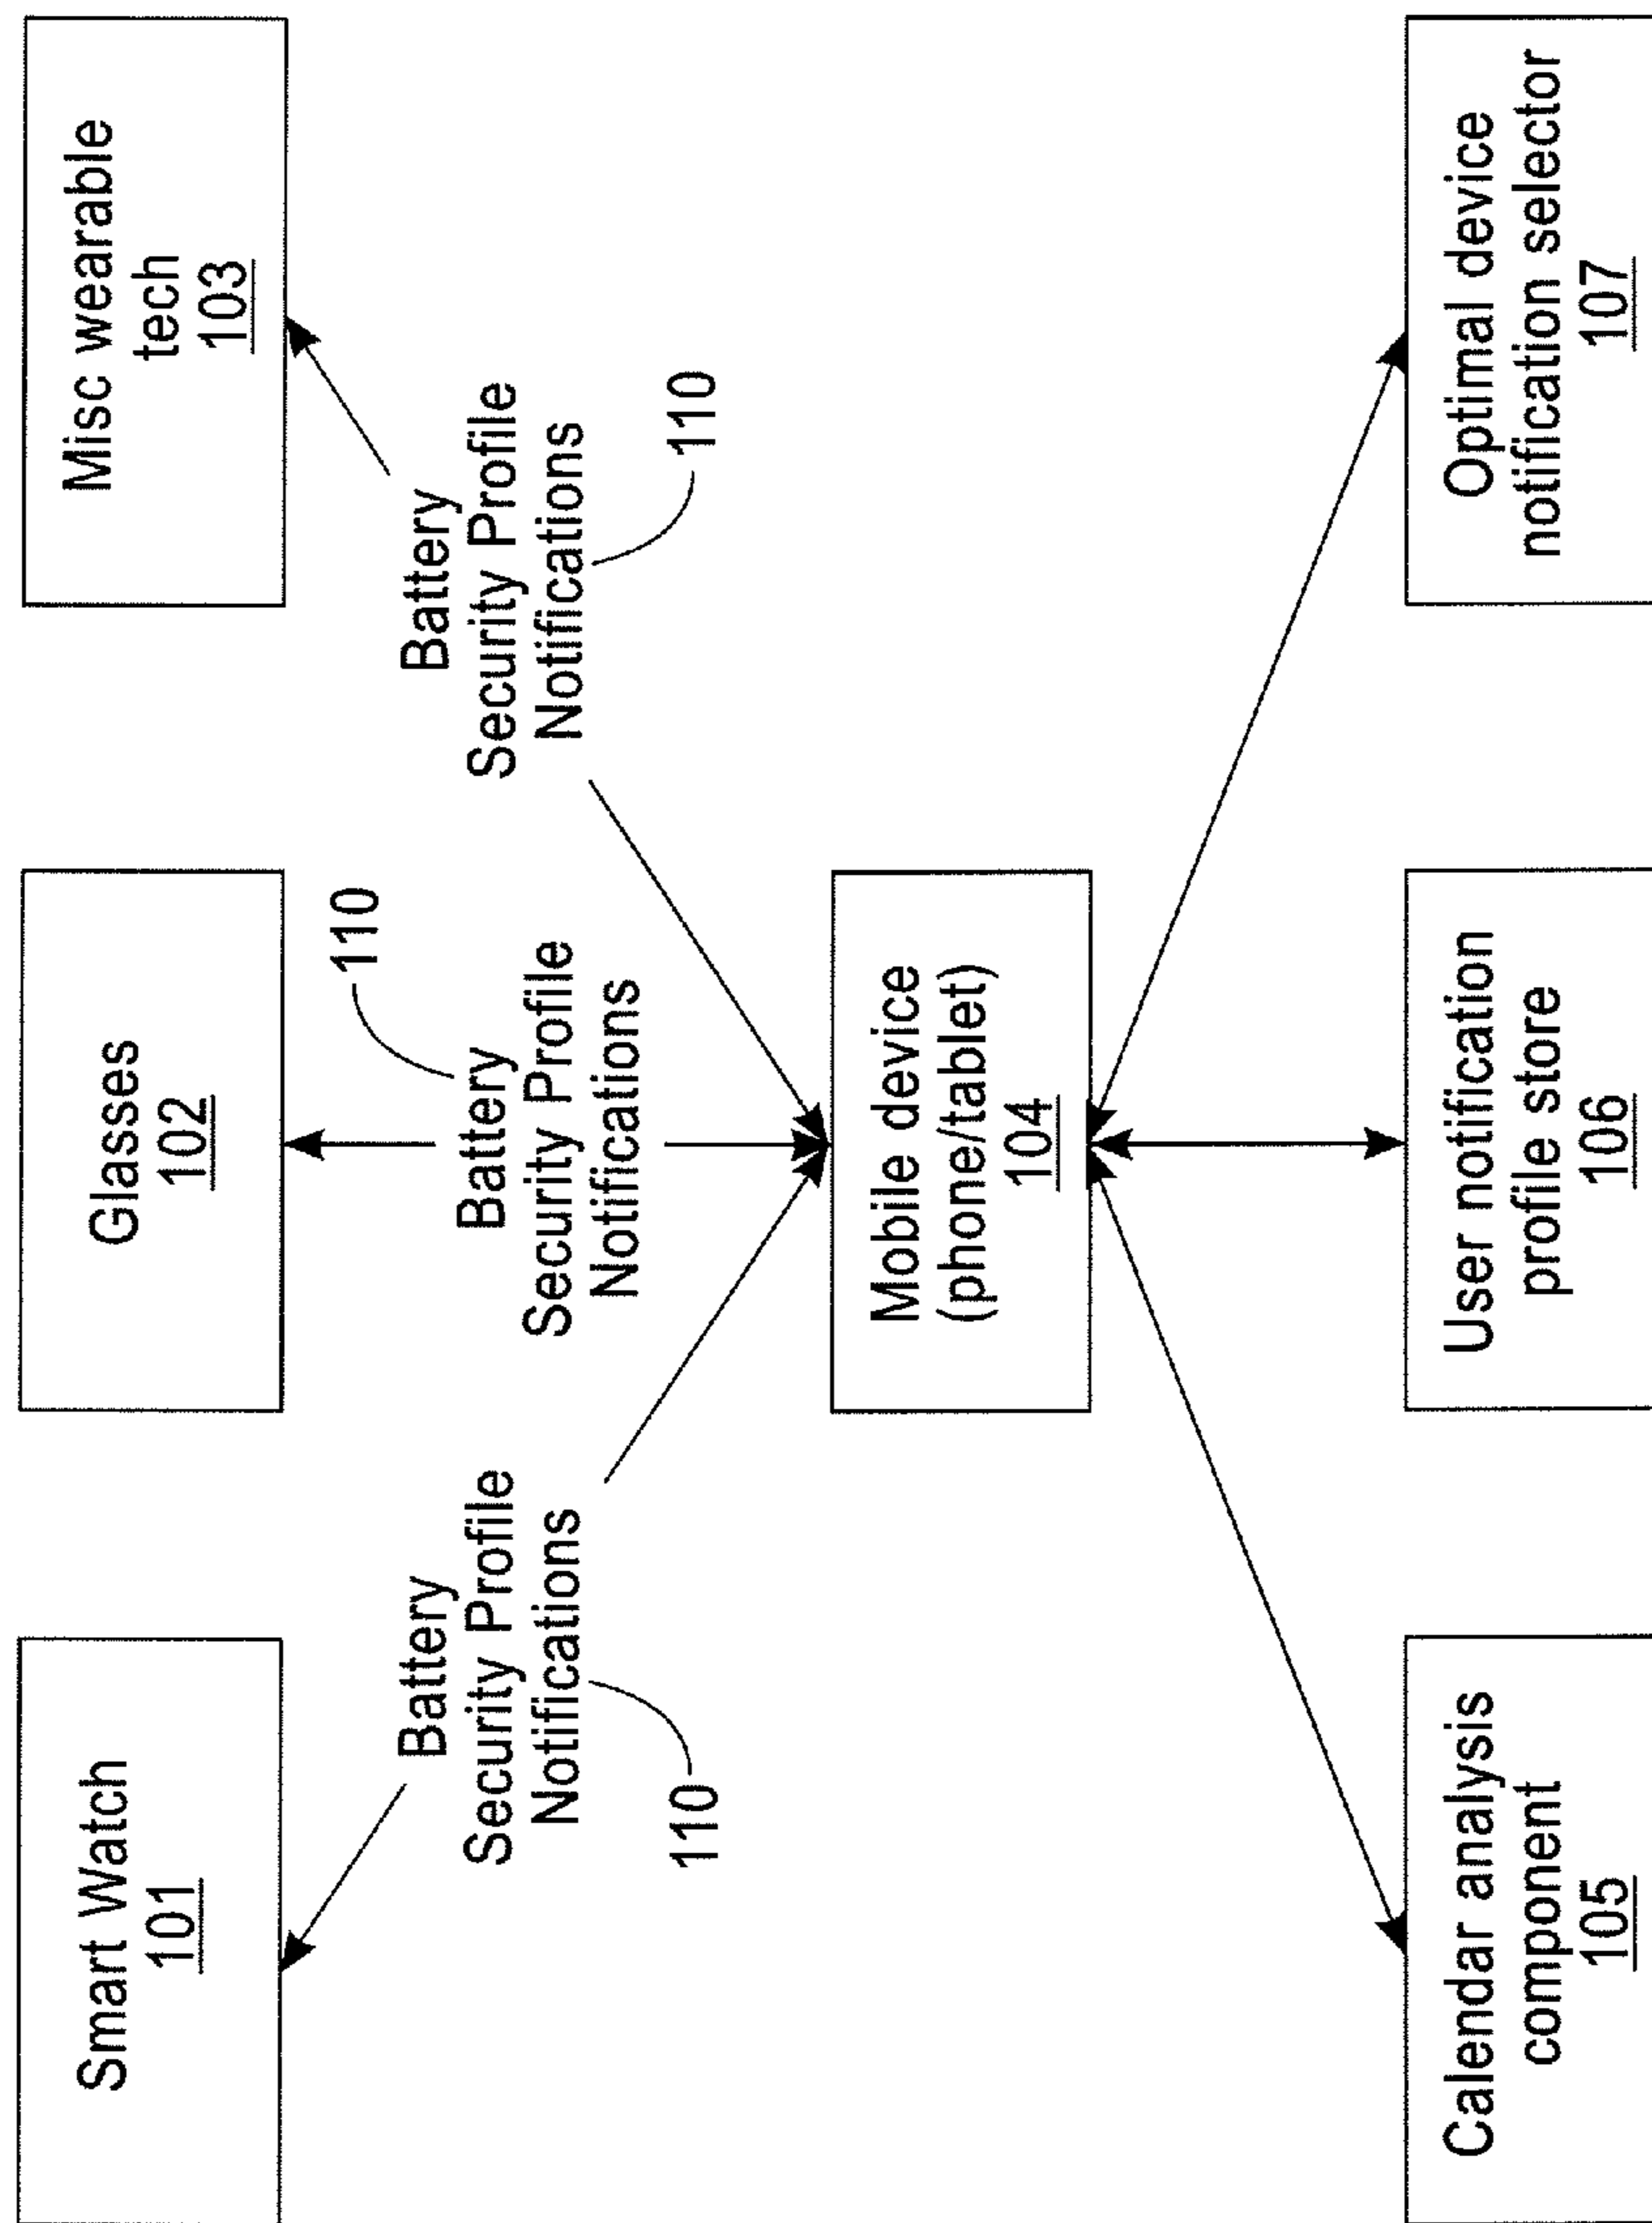 Smart Watch
101
Glasses
102
Misc wearable
tech
103
Battery
Security Profile
Notifications
110
Battery
Security Profile
Notifications
110
Battery
Security Profile
Notifications
110
Mobile device
(phone/tablet)
104
Calendar analysis
component
105
User notification
profile store
106
Optimal device
notification selector
107